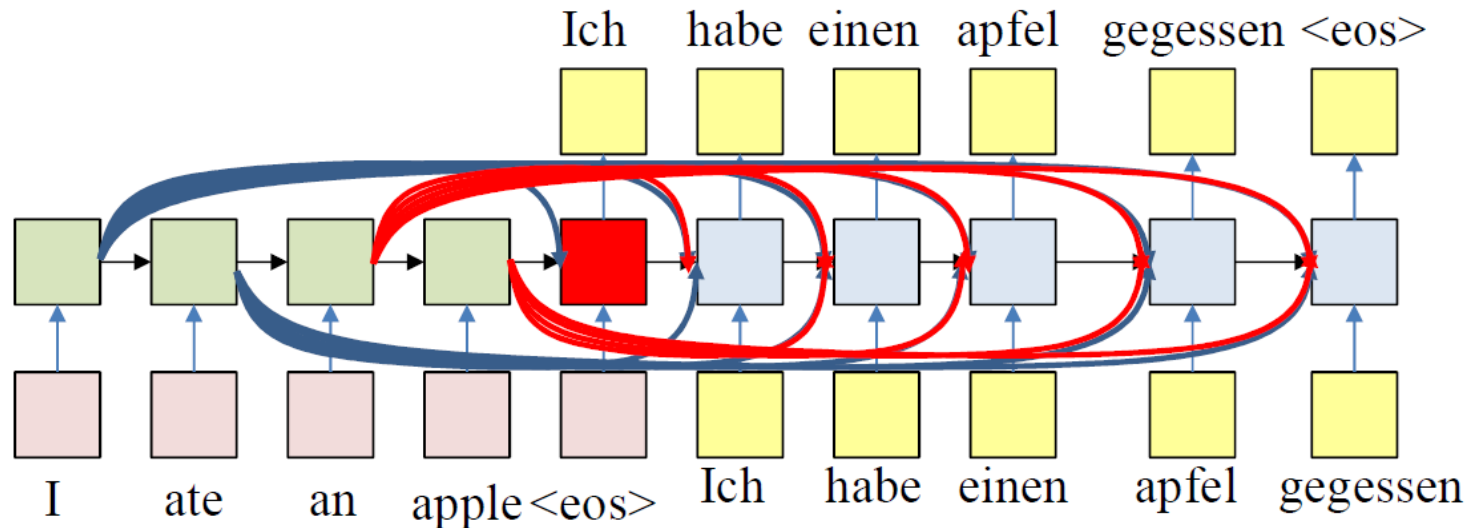 Ich habe einen apfel gegessen <eos>
I ate an apple <eos> Ich habe einen apfel gegessen